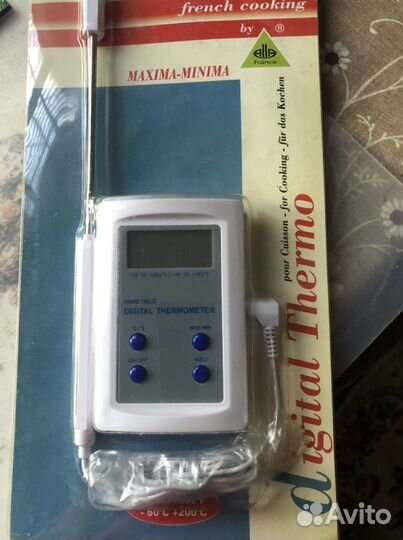 french cooking
by ®
ALLA
France
MAXIMA-MINIMA
pour Cuisson - for Cooking - für das Kochen
digital Thermo
HAND HELD
DIGITAL THERMOMETER
°C/°F
MAX/MIN
ON/OFF
HOLD
- 50°C +200°C
Avito